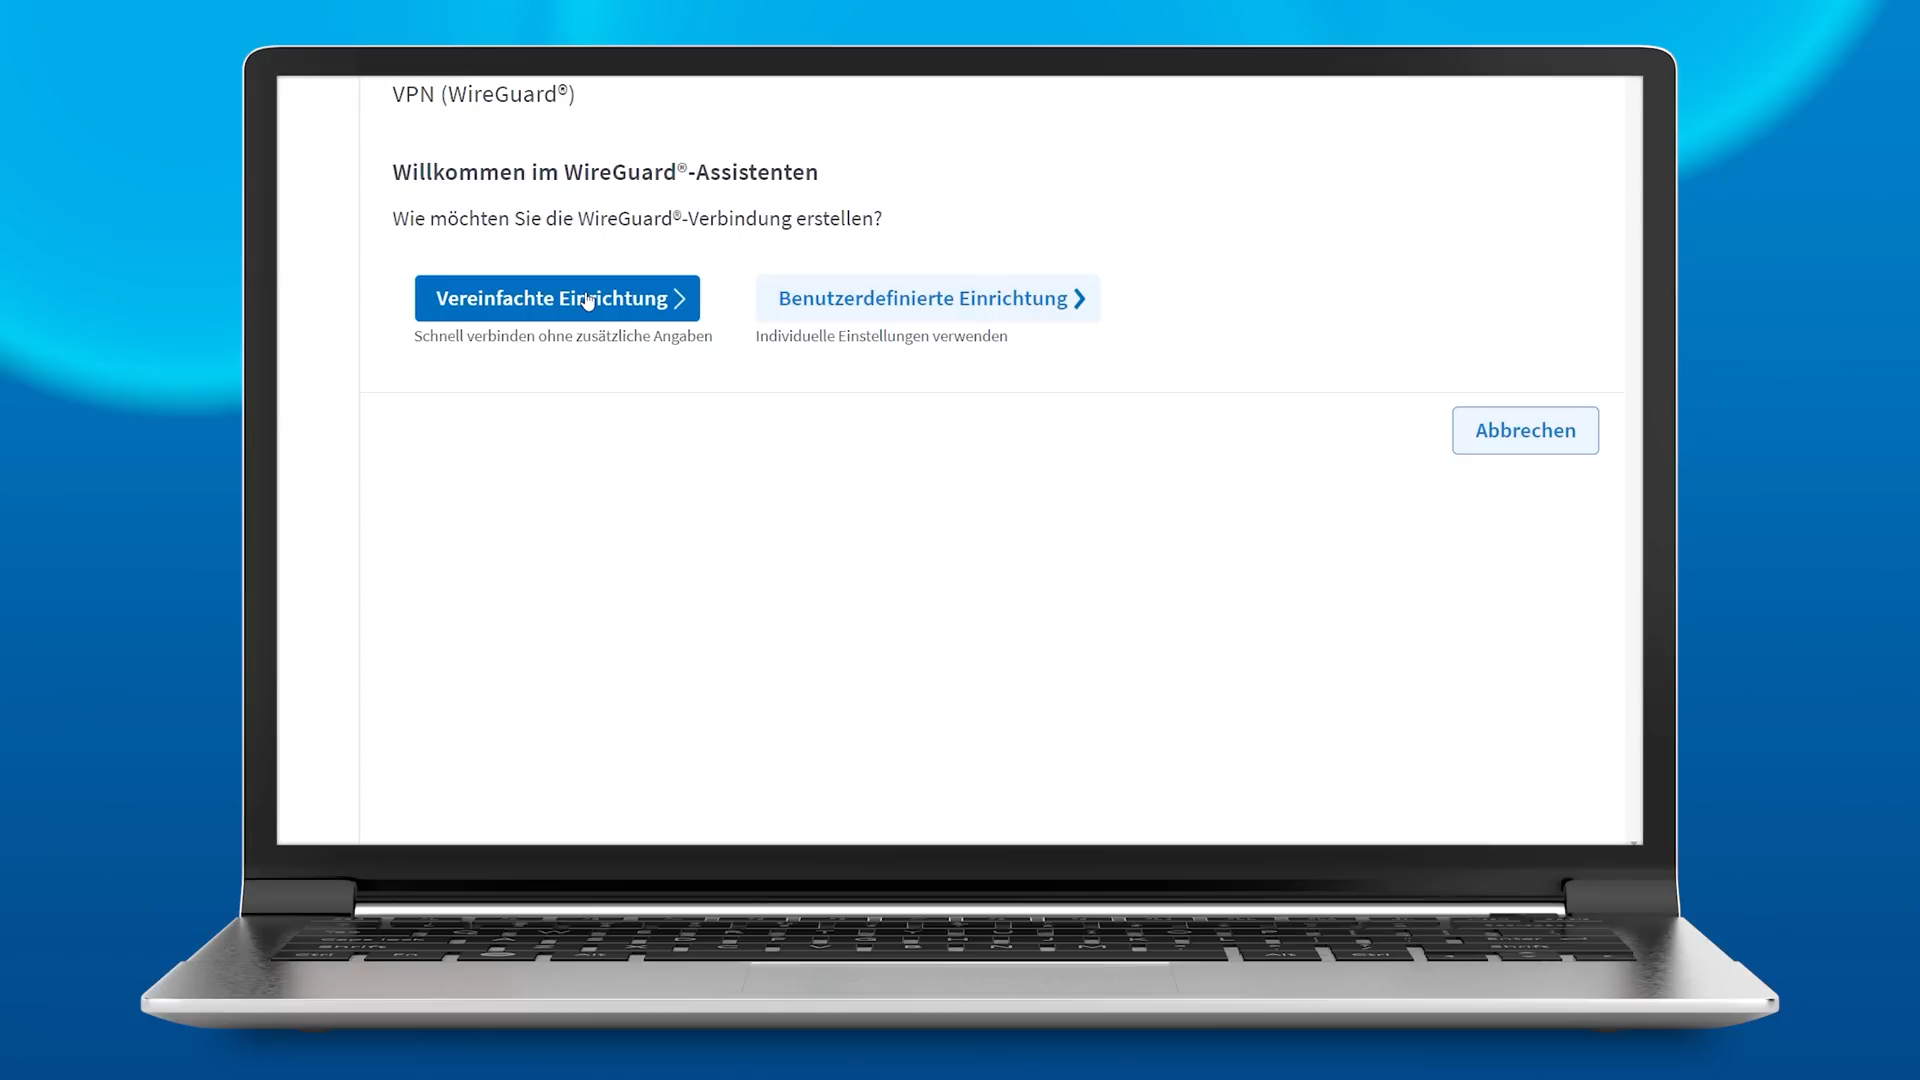 VPN (WireGuard®)
Willkommen im WireGuard®-Assistenten
Wie möchten Sie die WireGuard®-Verbindung erstellen?
Vereinfachte Einrichtung
Benutzerdefinierte Einrichtung
Schnell verbinden ohne zusätzliche Angaben
Individuelle Einstellungen verwenden
Abbrechen